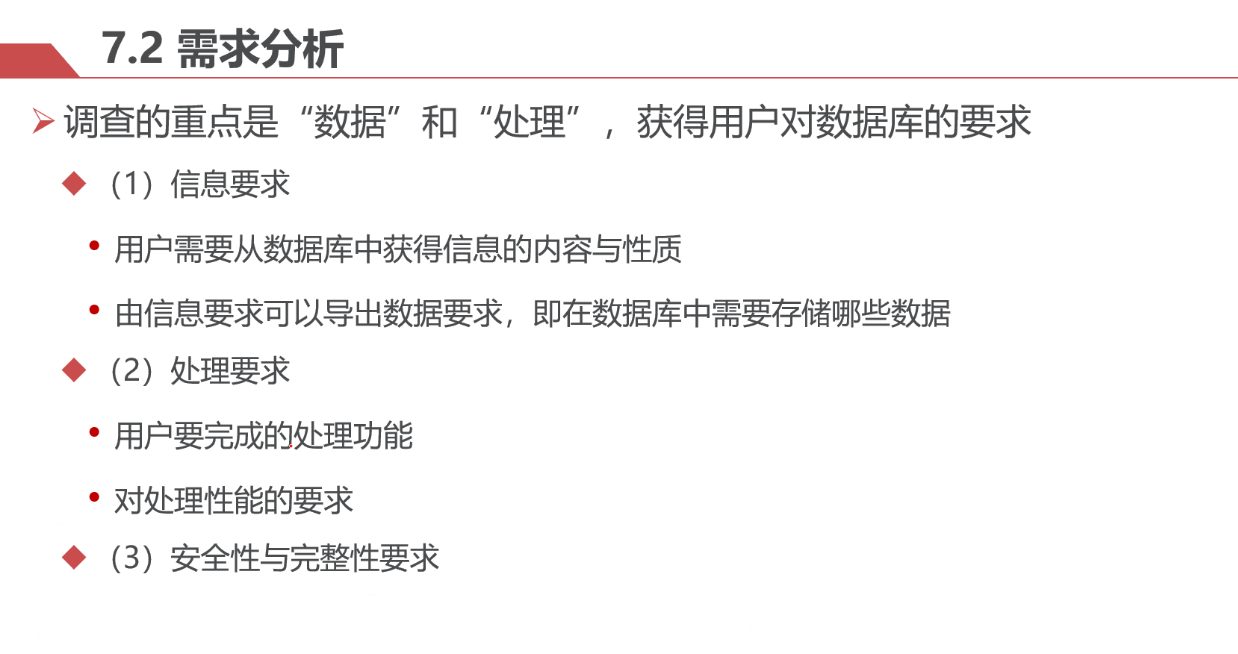 7.2 需求分析
调查的重点是“数据”和“处理”，获得用户对数据库的要求
（1）信息要求
用户需要从数据库中获得信息的内容与性质
由信息要求可以导出数据要求，即在数据库中需要存储哪些数据
（2）处理要求
用户要完成的处理功能
对处理性能的要求
（3）安全性与完整性要求